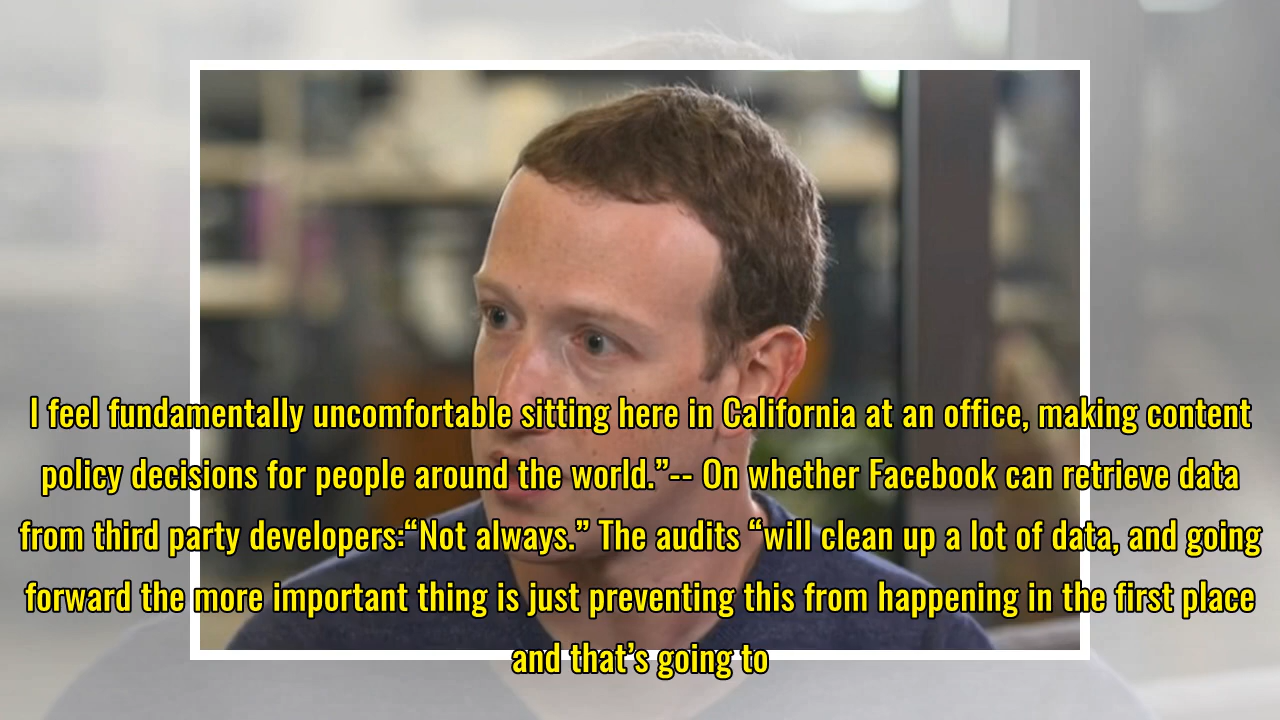 I feel fundamentally uncomfortable sitting here in California at an office, making content
policy decisions for people around the world.”-- On whether Facebook can retrieve data
from third party developers:“Not always.” The audits “will clean up a lot of data, and going
forward the more important thing is just preventing this from happening in the first place
and that’s going to